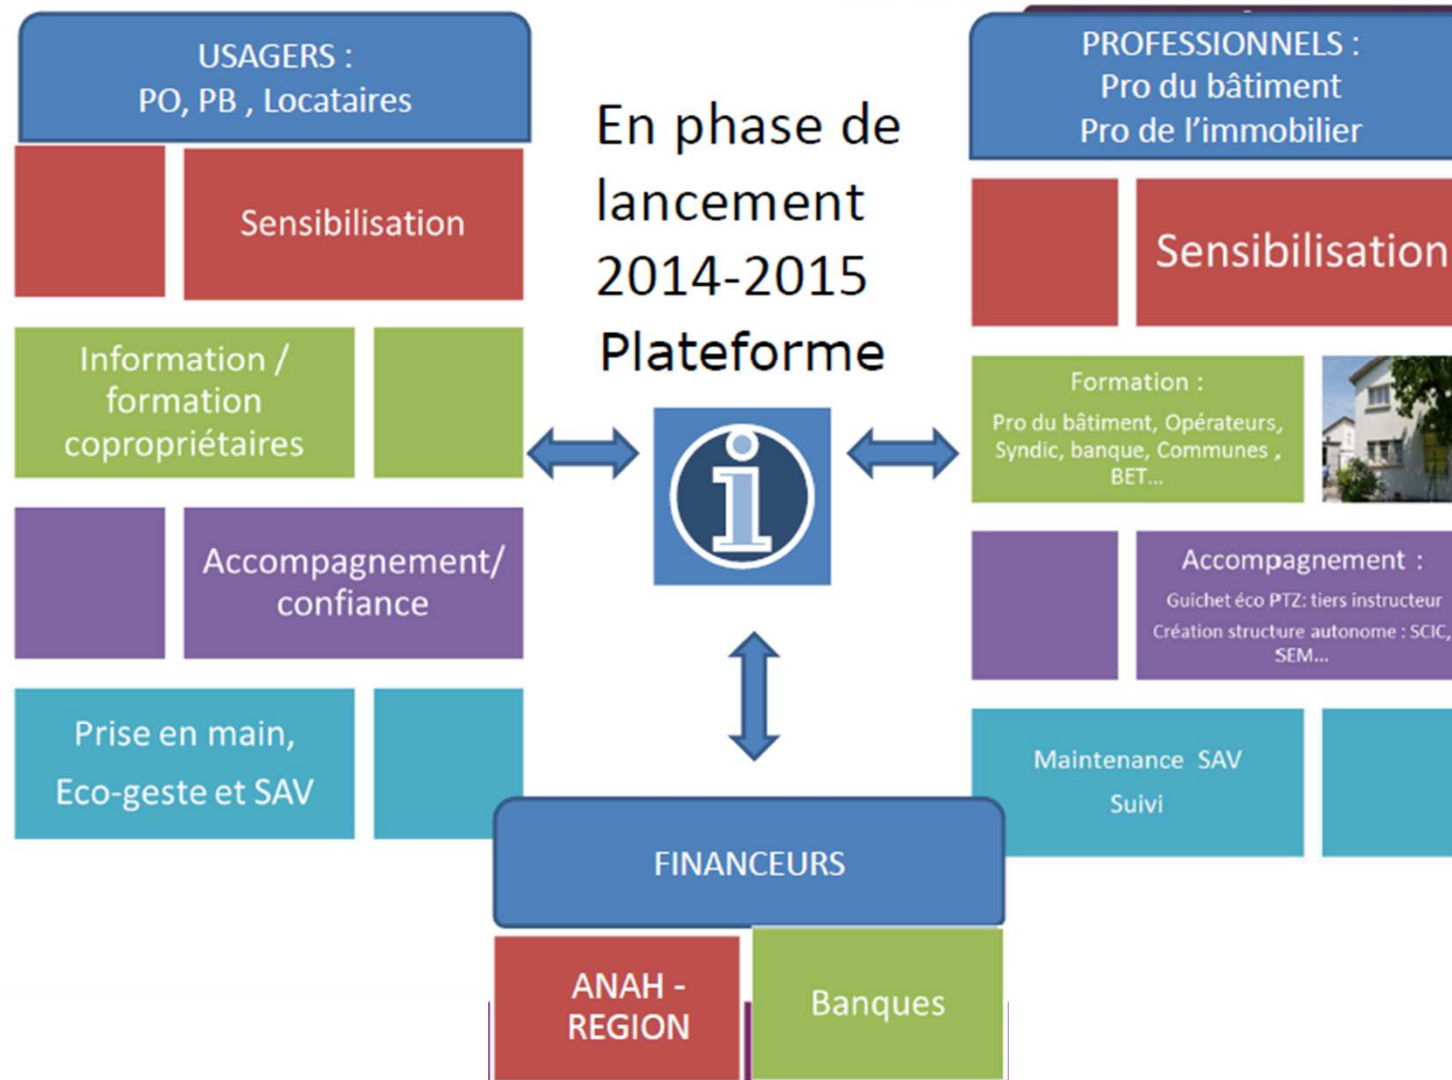 USAGERS :
PO, PB , Locataires
Sensibilisation
Information /
formation
copropriétaires
Accompagnement/
confiance
Prise en main,
Eco-geste et SAV
En phase de
lancement
2014-2015
Plateforme
PROFESSIONNELS :
Pro du bâtiment
Pro de l'immobilier
Sensibilisation
Formation :
Pro du bâtiment, Opérateurs,
Syndic, banque, Communes ,
BET...
Accompagnement :
Guichet éco PTZ: tiers instructeur
Création structure autonome : SCIC,
SEM...
Maintenance SAV
Suivi
FINANCEURS
ANAH -
REGION
Banques